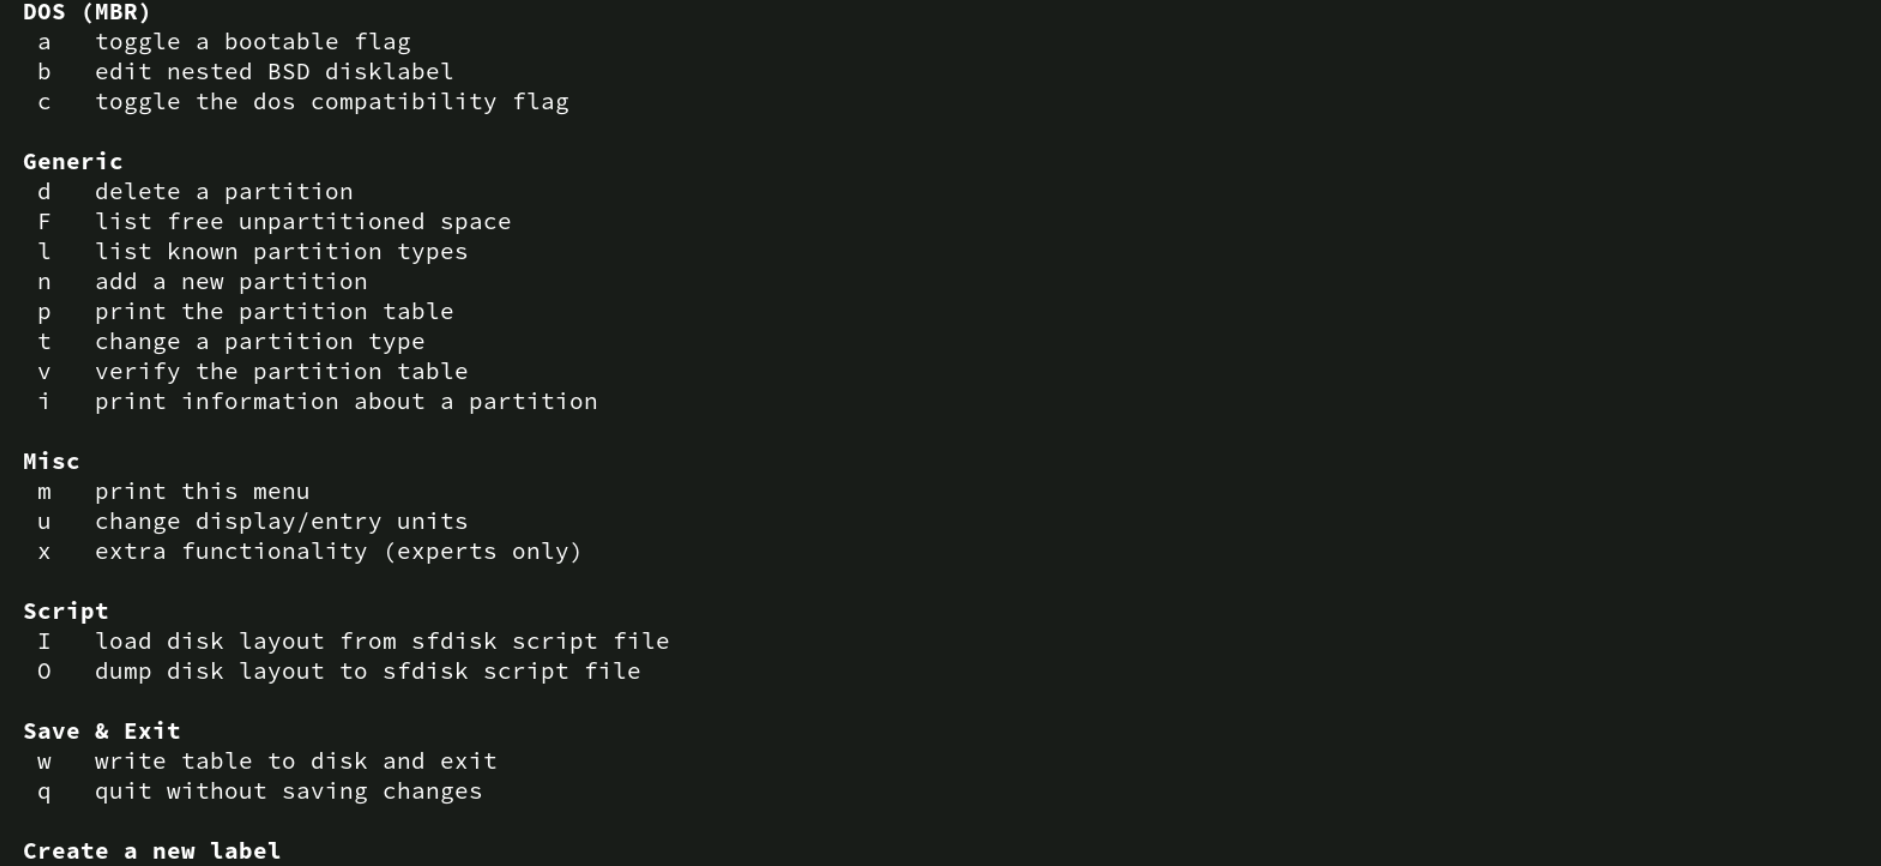 DOS (MBR)
a   toggle a bootable flag
b   edit nested BSD disklabel
c   toggle the dos compatibility flag
Generic
d   delete a partition
F   list free unpartitioned space
l   list known partition types
n   add a new partition
p   print the partition table
t   change a partition type
v   verify the partition table
i   print information about a partition
Misc
m   print this menu
u   change display/entry units
x   extra functionality (experts only)
Script
I   load disk layout from sfdisk script file
O   dump disk layout to sfdisk script file
Save & Exit
w   write table to disk and exit
q   quit without saving changes
Create a new label